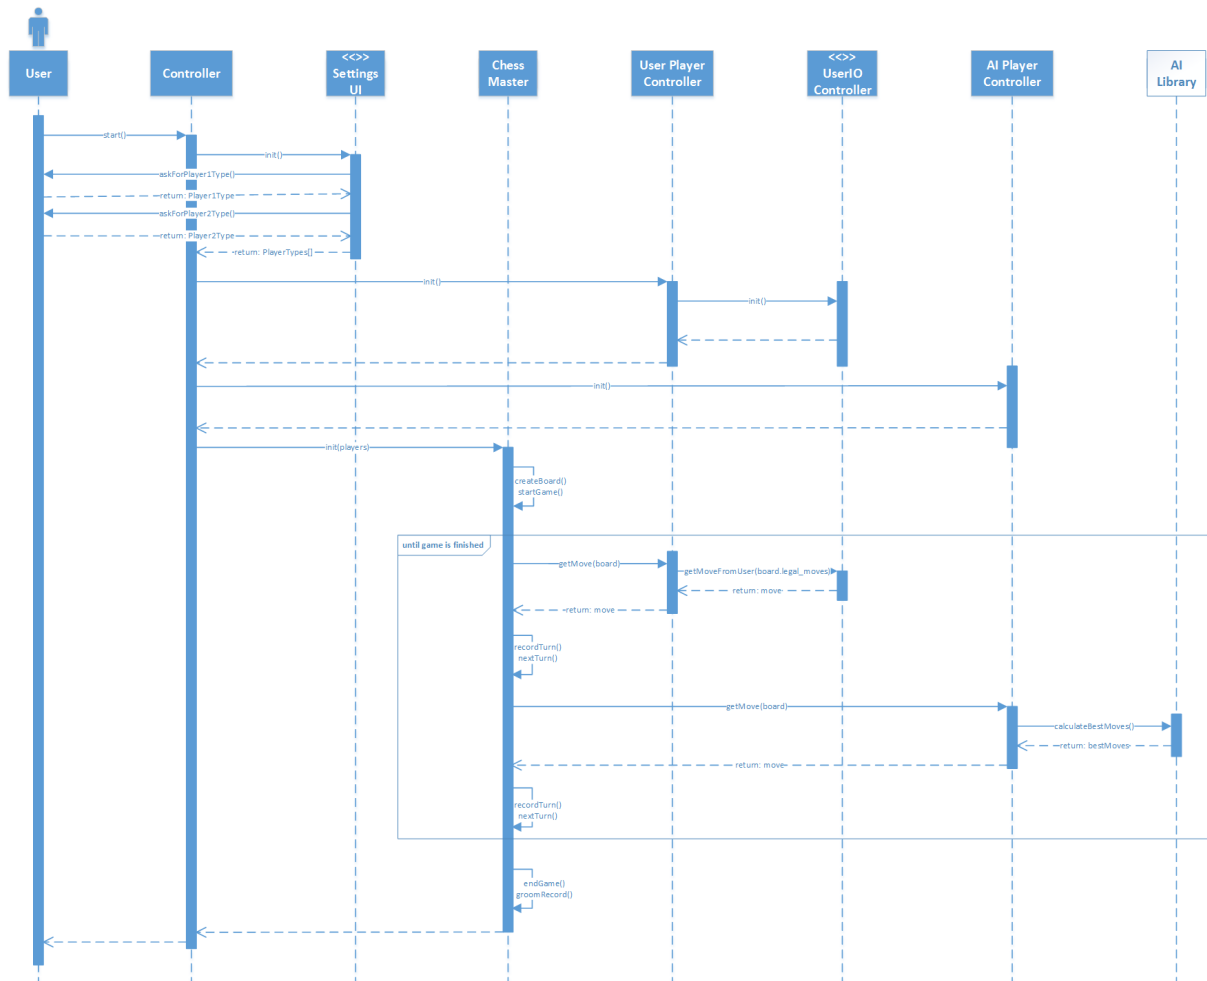 User
Controller
<<>>
Settings
UI
Chess
Master
User Player
Controller
<<>>
UserIO
Controller
AI Player
Controller
AI
Library
start()
init()
askForPlayer1Type()
return: Player1Type
askForPlayer2Type()
return: Player2Type
return: PlayerTypes[]
init()
init()
init()
init(players)
createBoard()
startGame()
until game is finished
getMove(board)
getMoveFromUser(board.legal_moves)
return: move
return: move
recordTurn()
nextTurn()
getMove(board)
calculateBestMoves()
return: bestMoves
return: move
recordTurn()
nextTurn()
endGame()
groomRecord()